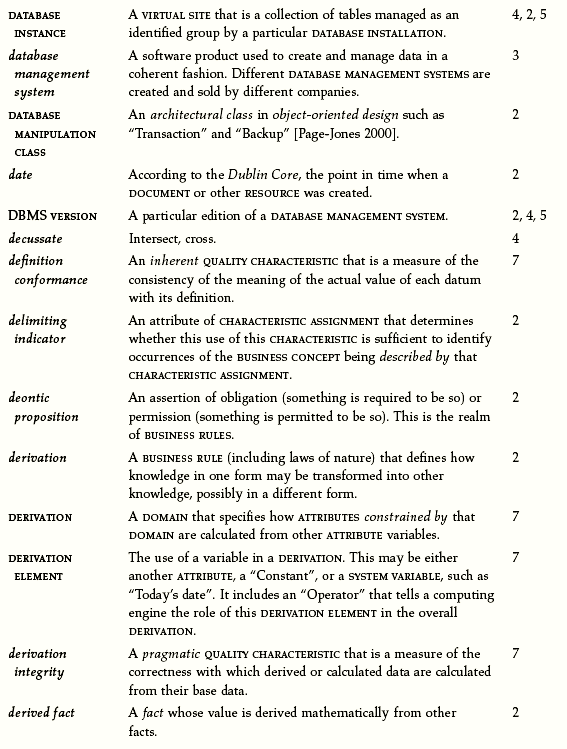 DATABASE INSTANCE A VIRTUAL SITE that is a collection of tables managed as an 4, 2, 5
identified group by a particular DATABASE INSTALLATION.
database management system A software product used to create and manage data in a 3
coherent fashion. Different DATABASE MANAGEMENT SYSTEMS are
created and sold by different companies.
DATABASE MANIPULATION CLASS An architectural class in object-oriented design such as 2
“Transaction” and “Backup” [Page-Jones 2000].
date According to the Dublin Core, the point in time when a 2
DOCUMENT or other RESOURCE was created.
DBMS VERSION A particular edition of a DATABASE MANAGEMENT SYSTEM. 2, 4, 5
decussate Intersect, cross. 4
definition conformance An inherent QUALITY CHARACTERISTIC that is a measure of the 7
consistency of the meaning of the actual value of each datum
with its definition.
delimiting indicator An attribute of CHARACTERISTIC ASSIGNMENT that determines 2
whether this use of this CHARACTERISTIC is sufficient to identify
occurrences of the BUSINESS CONCEPT being described by that
CHARACTERISTIC ASSIGNMENT.
deontic proposition An assertion of obligation (something is required to be so) or 2
permission (something is permitted to be so). This is the realm
of BUSINESS RULES.
derivation A BUSINESS RULE (including laws of nature) that defines how 2
knowledge in one form may be transformed into other
knowledge, possibly in a different form.
DERIVATION A DOMAIN that specifies how ATTRIBUTES constrained by that 7
DOMAIN are calculated from other ATTRIBUTE variables.
DERIVATION ELEMENT The use of a variable in a DERIVATION. This may be either 7
another ATTRIBUTE, a “Constant”, or a SYSTEM VARIABLE, such as
“Today’s date”. It includes an “Operator” that tells a computing
engine the role of this DERIVATION ELEMENT in the overall
DERIVATION.
derivation integrity A pragmatic QUALITY CHARACTERISTIC that is a measure of the 7
correctness with which derived or calculated data are calculated
from their base data.
derived fact A fact whose value is derived mathematically from other 2
facts.